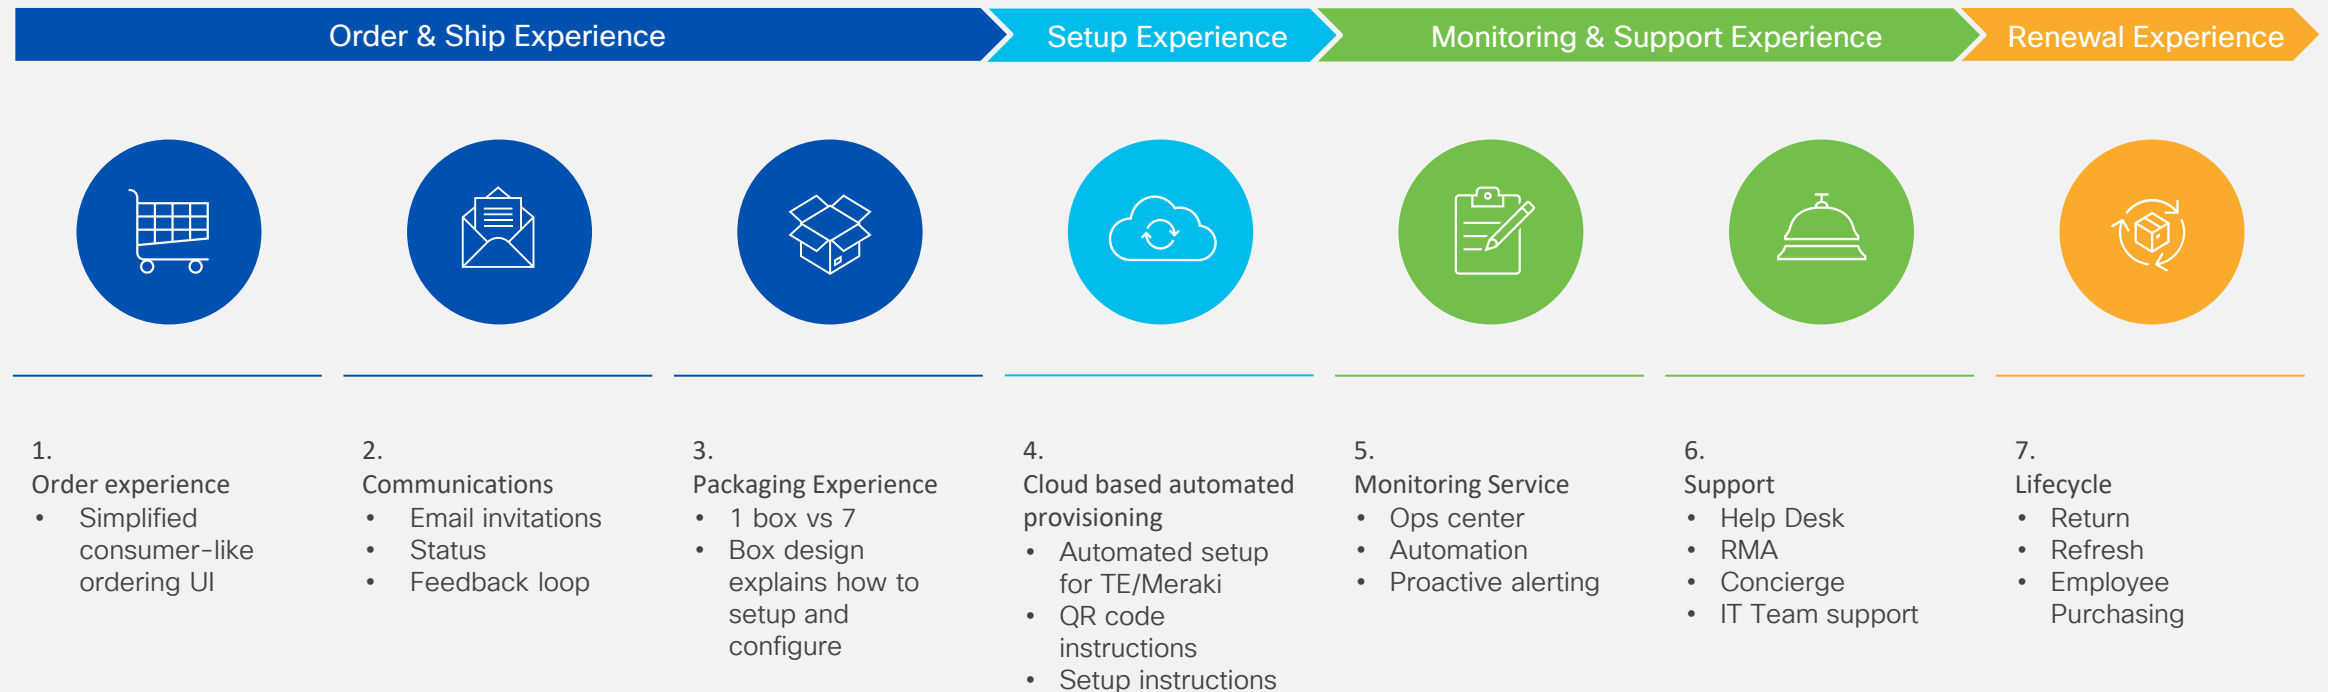 Order & Ship Experience
Setup Experience
Monitoring & Support Experience
Renewal Experience
1.
Order experience
• Simplified
consumer-like
ordering UI
2.
Communications
• Email invitations
• Status
• Feedback loop
3.
Packaging Experience
• 1 box vs 7
• Box design
explains how to
setup and
configure
4.
Cloud based automated
provisioning
• Automated setup
for TE/Meraki
• QR code
instructions
• Setup instructions
5.
Monitoring Service
• Ops center
• Automation
• Proactive alerting
6.
Support
• Help Desk
• RMA
• Concierge
• IT Team support
7.
Lifecycle
• Return
• Refresh
• Employee
Purchasing